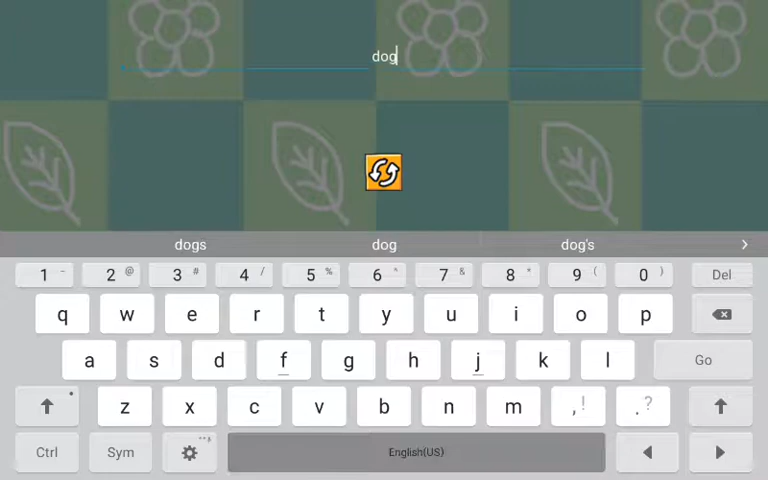 dog
dogs dog dog's >
1 - 2 @ 3 # 4 / 5 % 6 ^ 7 & 8 * 9 ( 0 ) Del
q w e r t y u i o p
a s d f g h j k l Go
z x c v b n m , ! . ?
Ctrl Sym English(US)